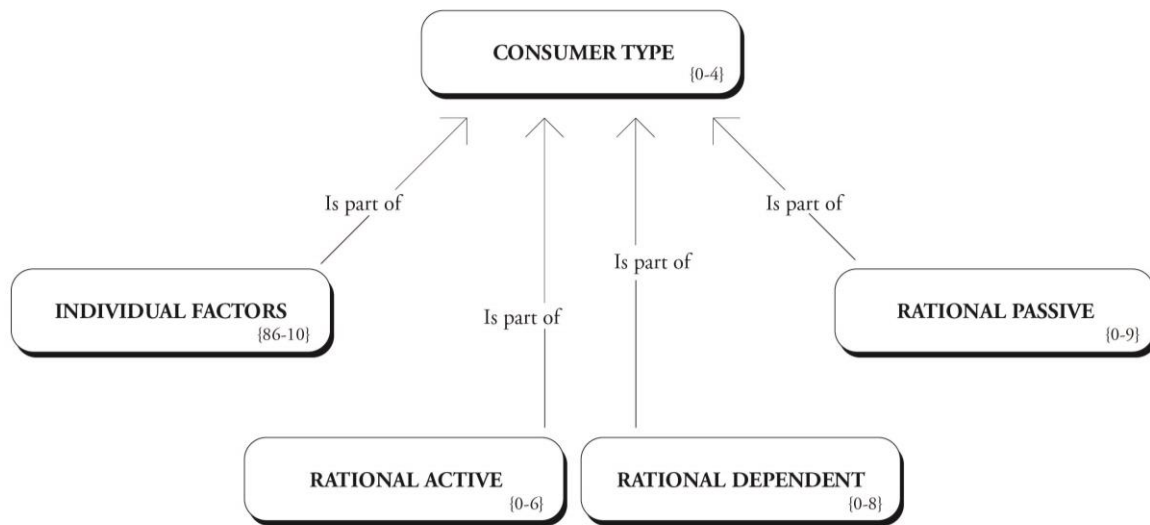 CONSUMER TYPE
{0-4}
Is part of
Is part of
Is part of
Is part of
INDIVIDUAL FACTORS
{86-10}
RATIONAL PASSIVE
{0-9}
RATIONAL ACTIVE
{0-6}
RATIONAL DEPENDENT
{0-8}